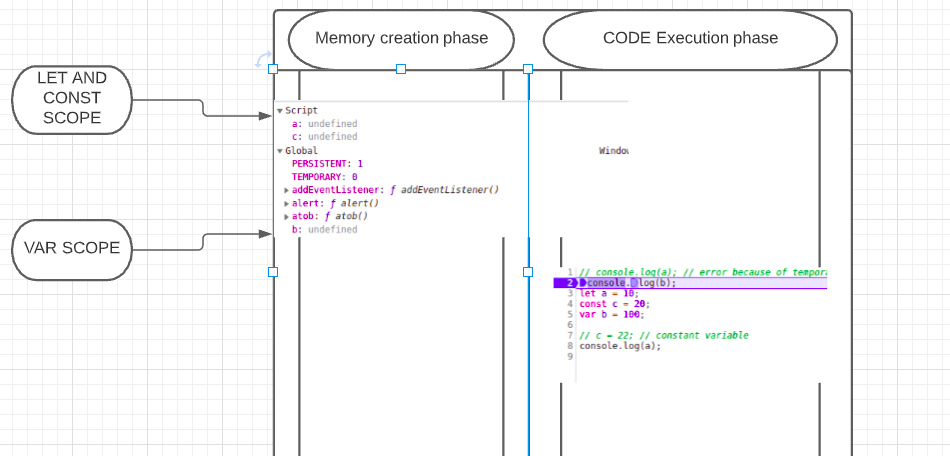 Memory creation phase
CODE Execution phase
LET AND
CONST
SCOPE
Script
a: undefined
c: undefined
Global
Window
PERSISTENT: 1
TEMPORARY: 0
addEventListener: ƒ addEventListener()
alert: ƒ alert()
atob: ƒ atob()
b: undefined
VAR SCOPE
1 // console.log(a); // error because of tempora
2 console.log(b);
3 let a = 10;
4 const c = 20;
5 var b = 100;
6
7 // c = 22; // constant variable
8 console.log(a);
9